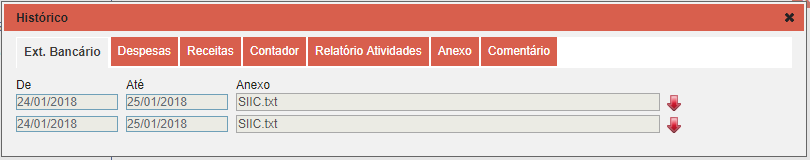 Histórico
Ext. Bancário Despesas Receitas Contador Relatório Atividades Anexo Comentário
De Até Anexo
24/01/2018 25/01/2018 SIIC.txt
24/01/2018 25/01/2018 SIIC.txt